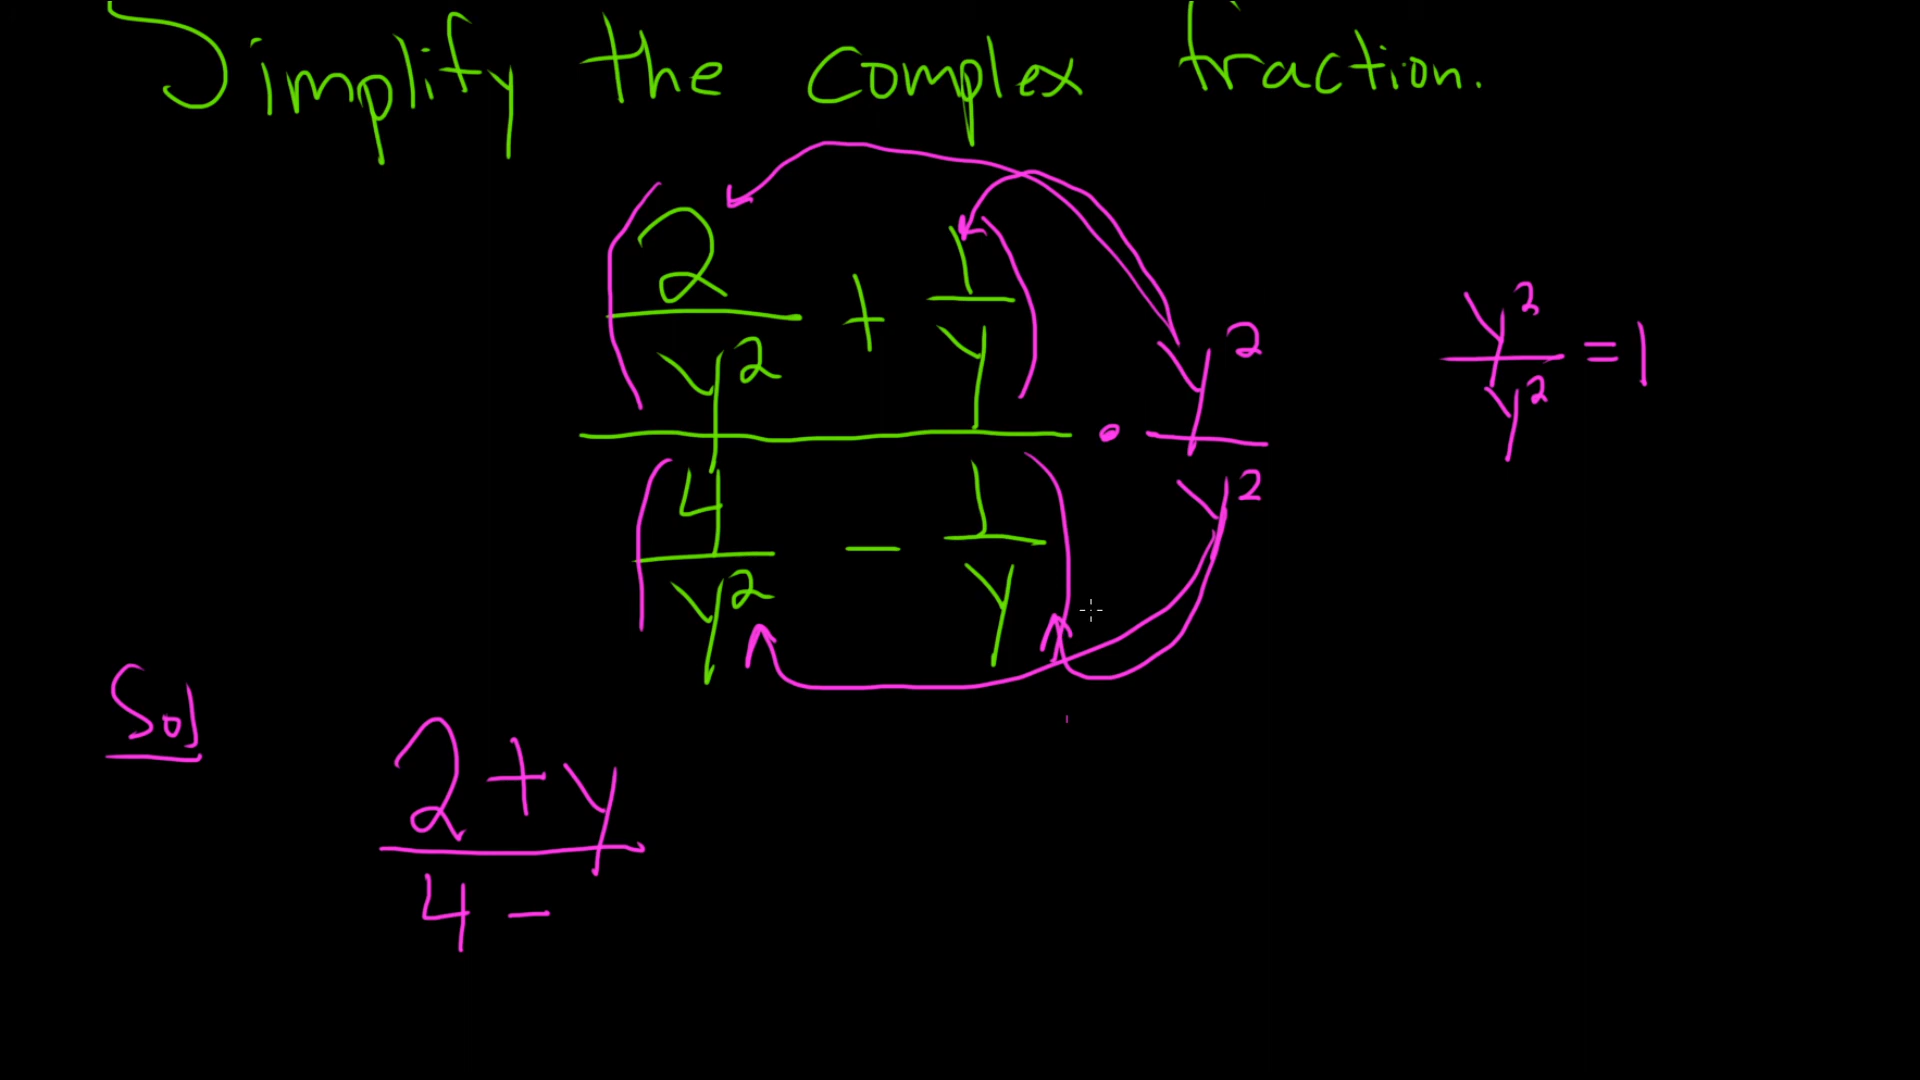 Simplify the complex fraction.
(2/y² + 1/y) / (4/y² − 1/y) · y²/y²
y²/y² = 1
Sol
2 + y
4 −